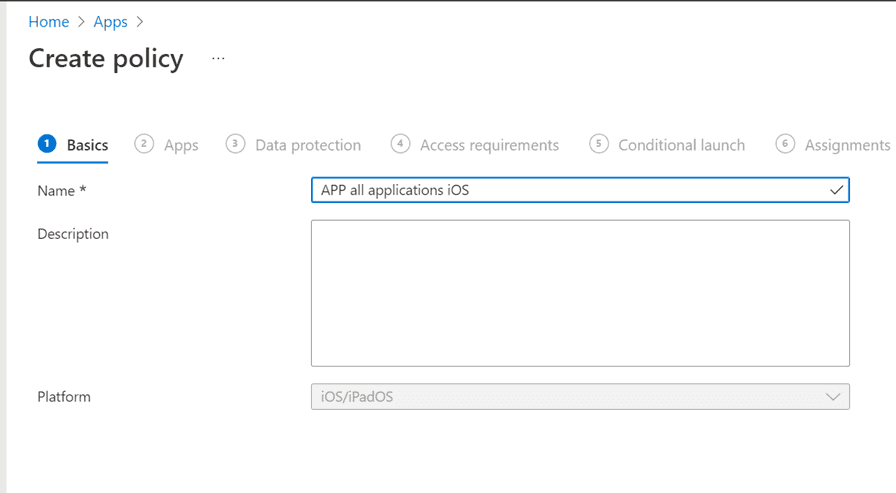 Home > Apps >
Create policy ...
1 Basics 2 Apps 3 Data protection 4 Access requirements 5 Conditional launch 6 Assignments
Name * APP all applications iOS
Description
Platform iOS/iPadOS